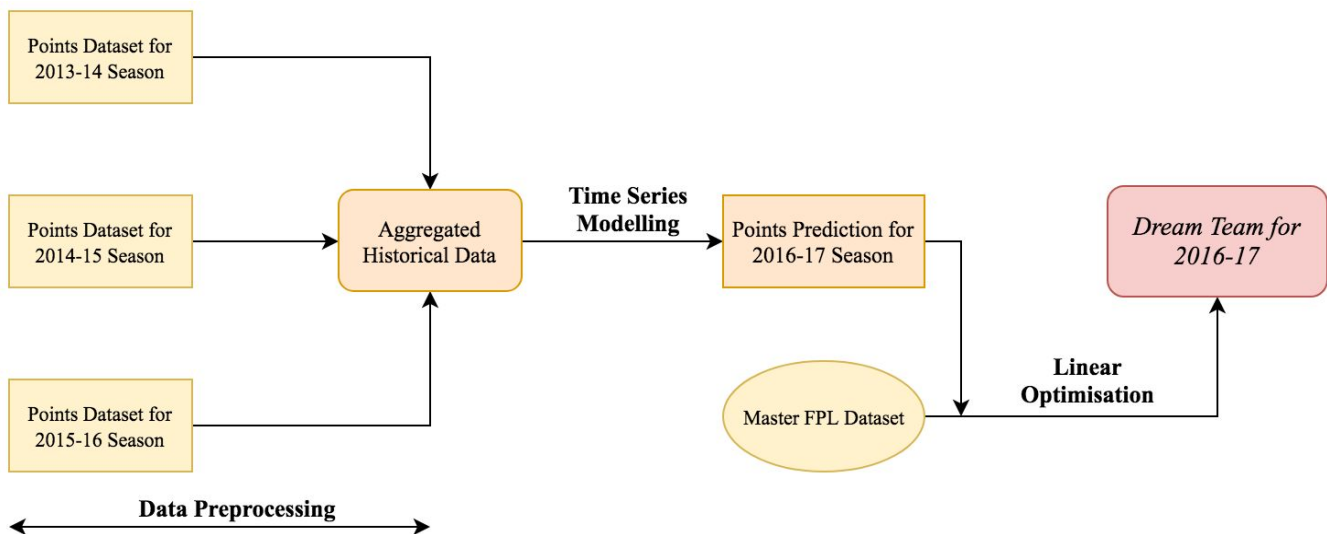 Points Dataset for
2013-14 Season
Points Dataset for
2014-15 Season
Points Dataset for
2015-16 Season
Data Preprocessing
Aggregated
Historical Data
Time Series
Modelling
Points Prediction for
2016-17 Season
Master FPL Dataset
Linear
Optimisation
Dream Team for
2016-17